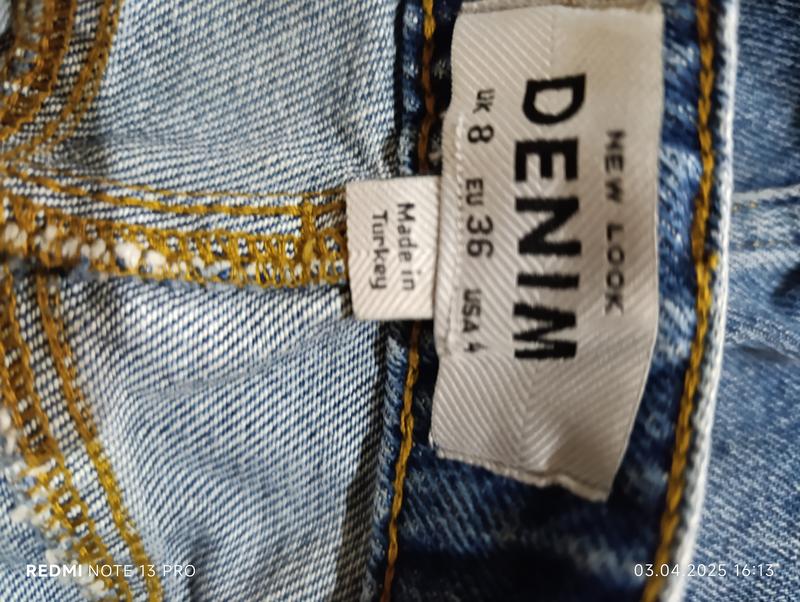 NEW LOOK
DENIM
UK 8 EU 36 USA 4
Made in
Turkey
REDMI NOTE 13 PRO
03.04.2025 16:13